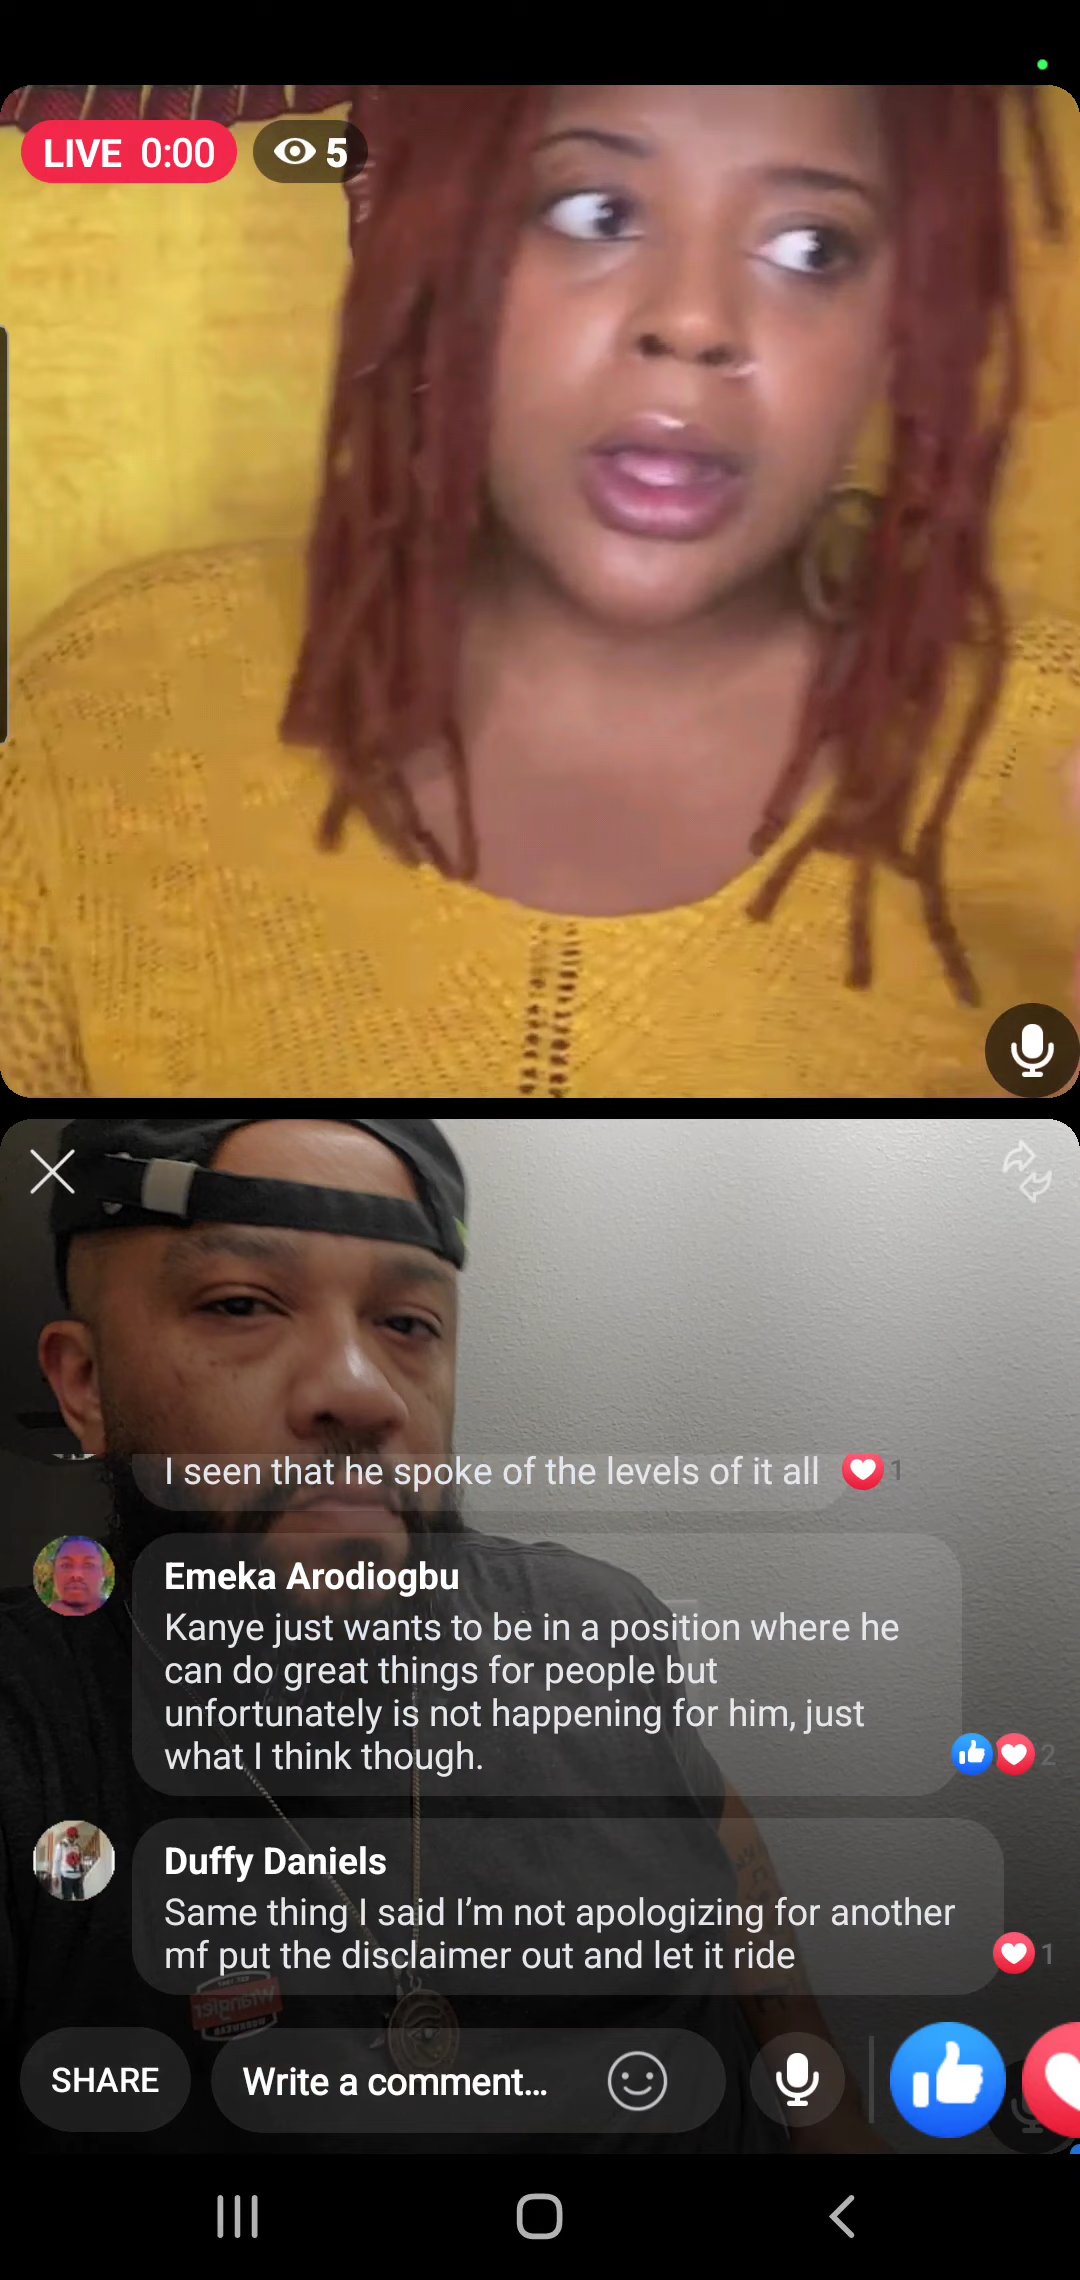 LIVE 0:00 5
I seen that he spoke of the levels of it all 1
Emeka Arodiogbu
Kanye just wants to be in a position where he
can do great things for people but
unfortunately is not happening for him, just
what I think though.
2
Duffy Daniels
Same thing I said I’m not apologizing for another
mf put the disclaimer out and let it ride
1
Wrangler
SHARE Write a comment...